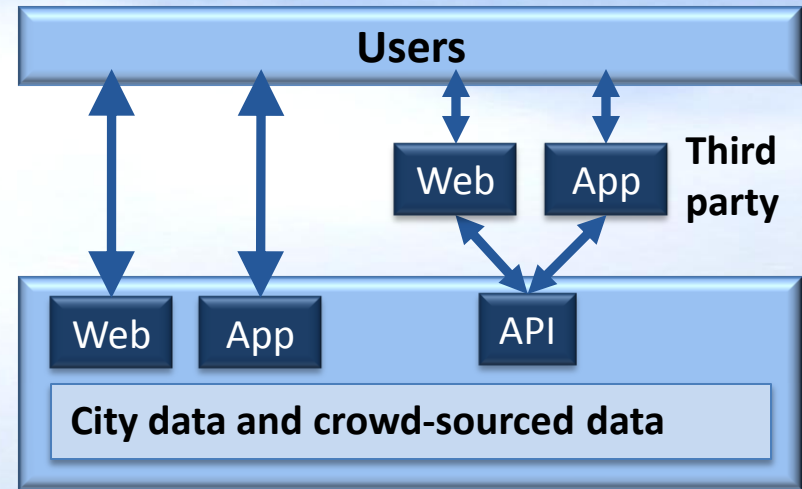 Users
Web
App
Third
party
Web
App
API
City data and crowd-sourced data